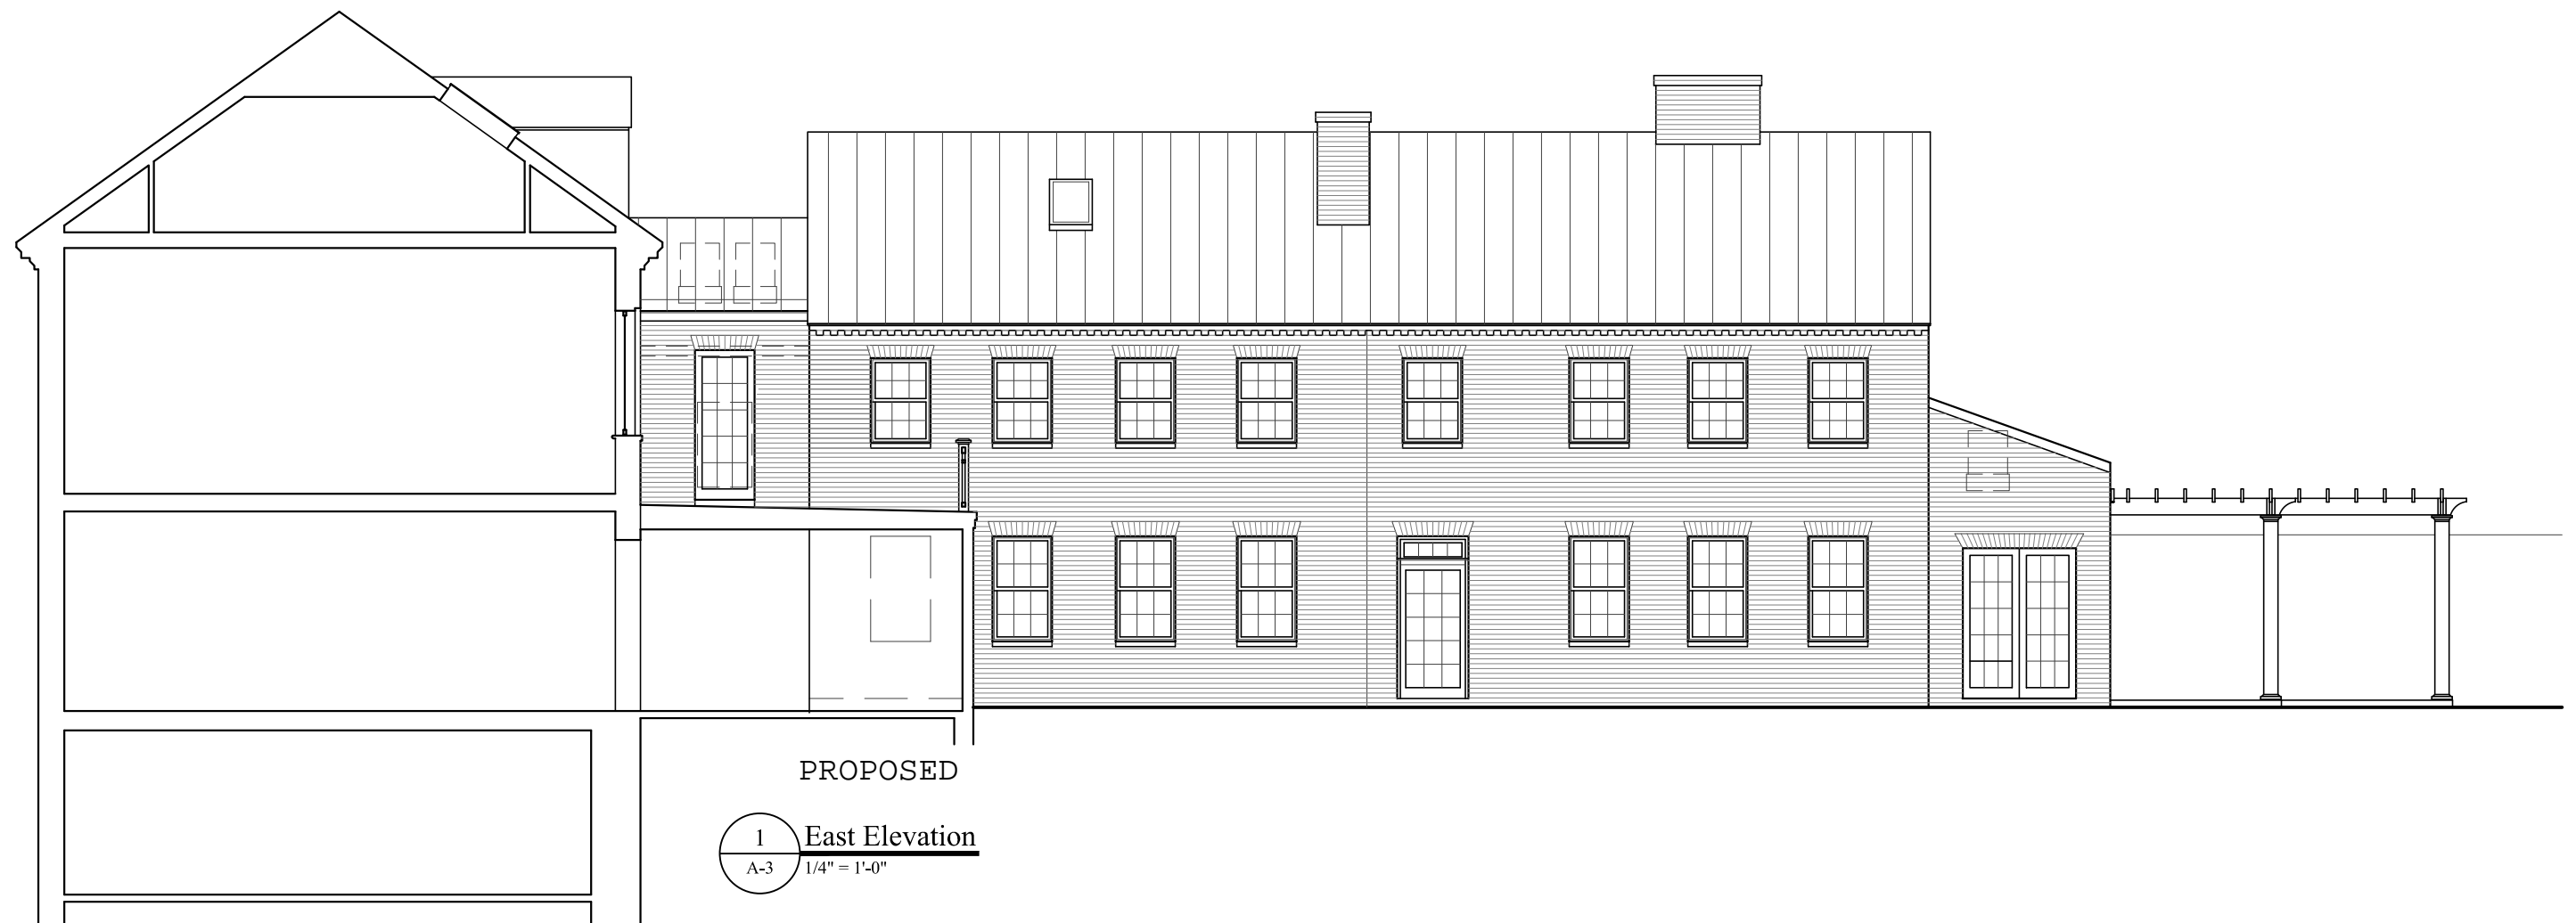 PROPOSED
1
East Elevation
A-3
1/4" = 1'-0"